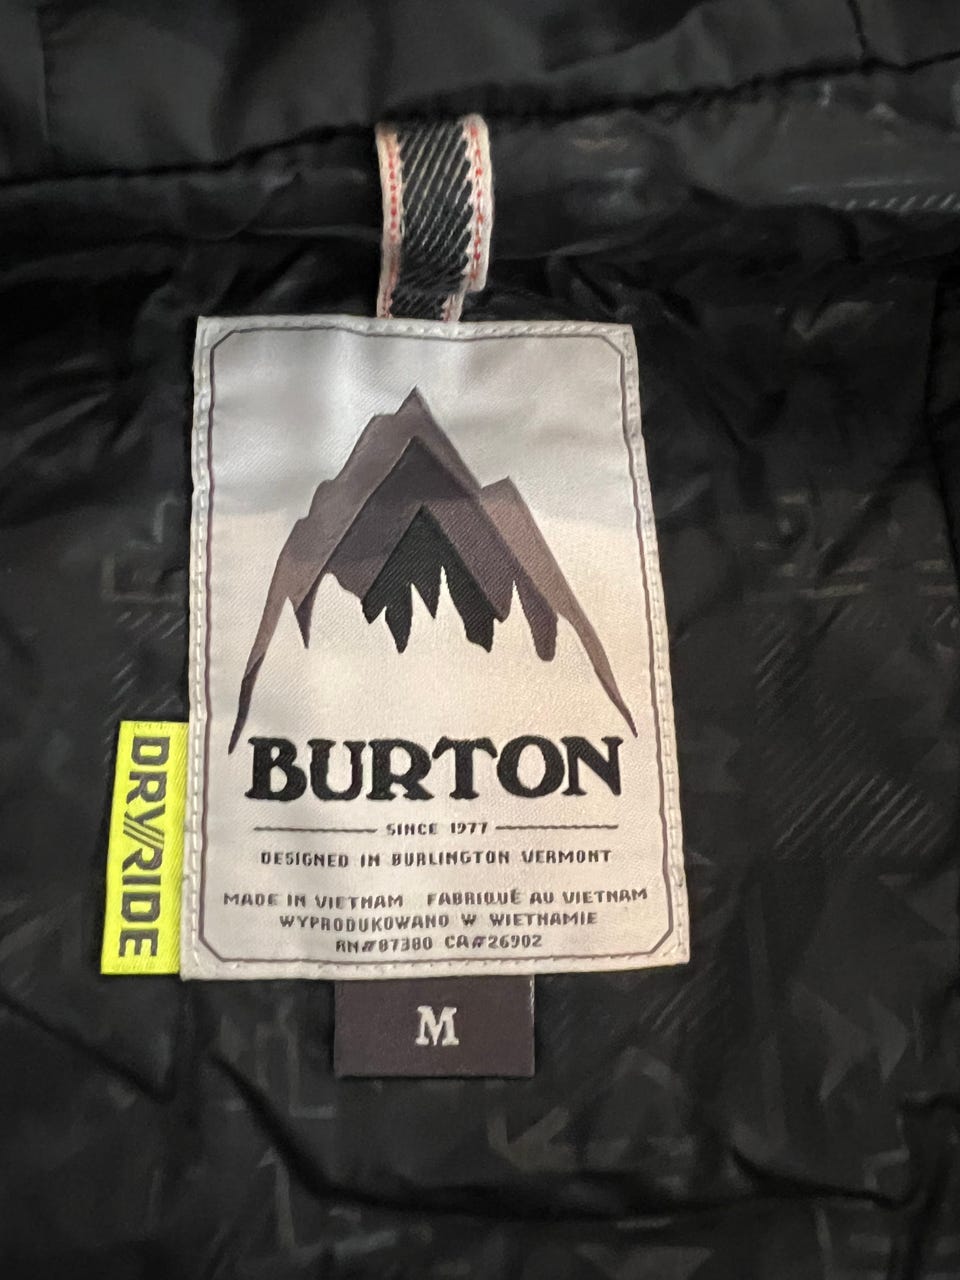 BURTON
SINCE 1977
DESIGNED IN BURLINGTON VERMONT
MADE IN VIETNAM FABRIQUÉ AU VIETNAM
WYPRODUKOWANO W WIETNAMIE
RN#87380 CA#26902
DRY//RIDE
M